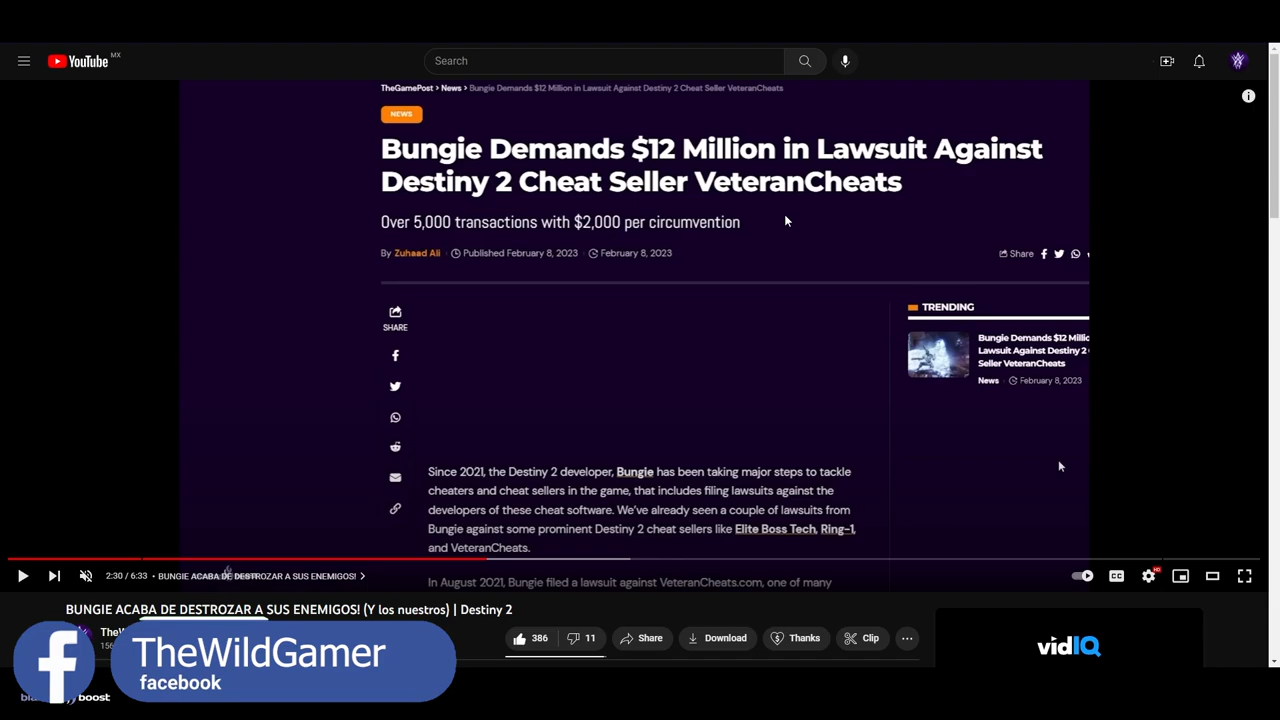 YouTube MX
Search
TheGamePost > News > Bungie Demands $12 Million in Lawsuit Against Destiny 2 Cheat Seller VeteranCheats
NEWS
Bungie Demands $12 Million in Lawsuit Against
Destiny 2 Cheat Seller VeteranCheats
Over 5,000 transactions with $2,000 per circumvention
By Zuhaad Ali Published February 8, 2023 February 8, 2023
Share
SHARE
TRENDING
Bungie Demands $12
Lawsuit Against Destiny 2
Seller VeteranCheats
News February 8, 2023
Since 2021, the Destiny 2 developer, Bungie has been taking major steps to tackle
cheaters and cheat sellers in the game, that includes filing lawsuits against the
developers of these cheat software. We've already seen a couple of lawsuits from
Bungie against some prominent Destiny 2 cheat sellers like Elite Boss Tech, Ring-1,
and VeteranCheats.
In August 2021, Bungie filed a lawsuit against VeteranCheats.com, one of many
2:30 / 6:33 • BUNGIE ACABA DE DESTROZAR A SUS ENEMIGOS!
CC
HD
BUNGIE ACABA DE DESTROZAR A SUS ENEMIGOS! (Y los nuestros) | Destiny 2
386 11 Share Download Thanks Clip
vidIQ
TheWildGamer
facebook
boost